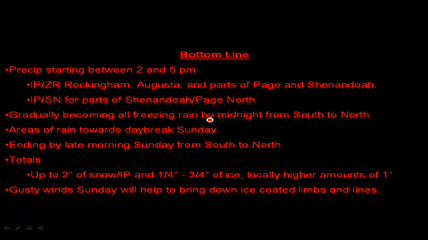 Bottom Line
•Precip starting between 2 and 5 pm
•IP/ZR Rockingham, Augusta, and parts of Page and Shenandoah.
•IP/SN for parts of Shenandoah/Page North
•Gradually becoming all freezing rain by midnight from South to North
•Areas of rain towards daybreak Sunday
•Ending by late morning Sunday from South to North
•Totals
•Up to 2" of snow/IP and 1/4" - 3/4" of ice, locally higher amounts of 1"
•Gusty winds Sunday will help to bring down ice coated limbs and lines.